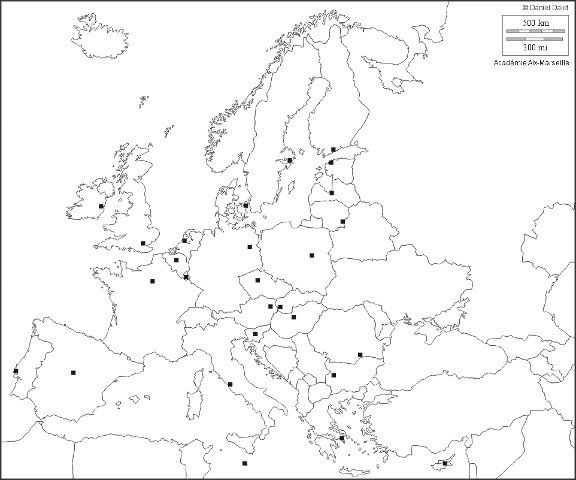 © Daniel Dalet
500 km
300 mi
Académie Aix-Marseille